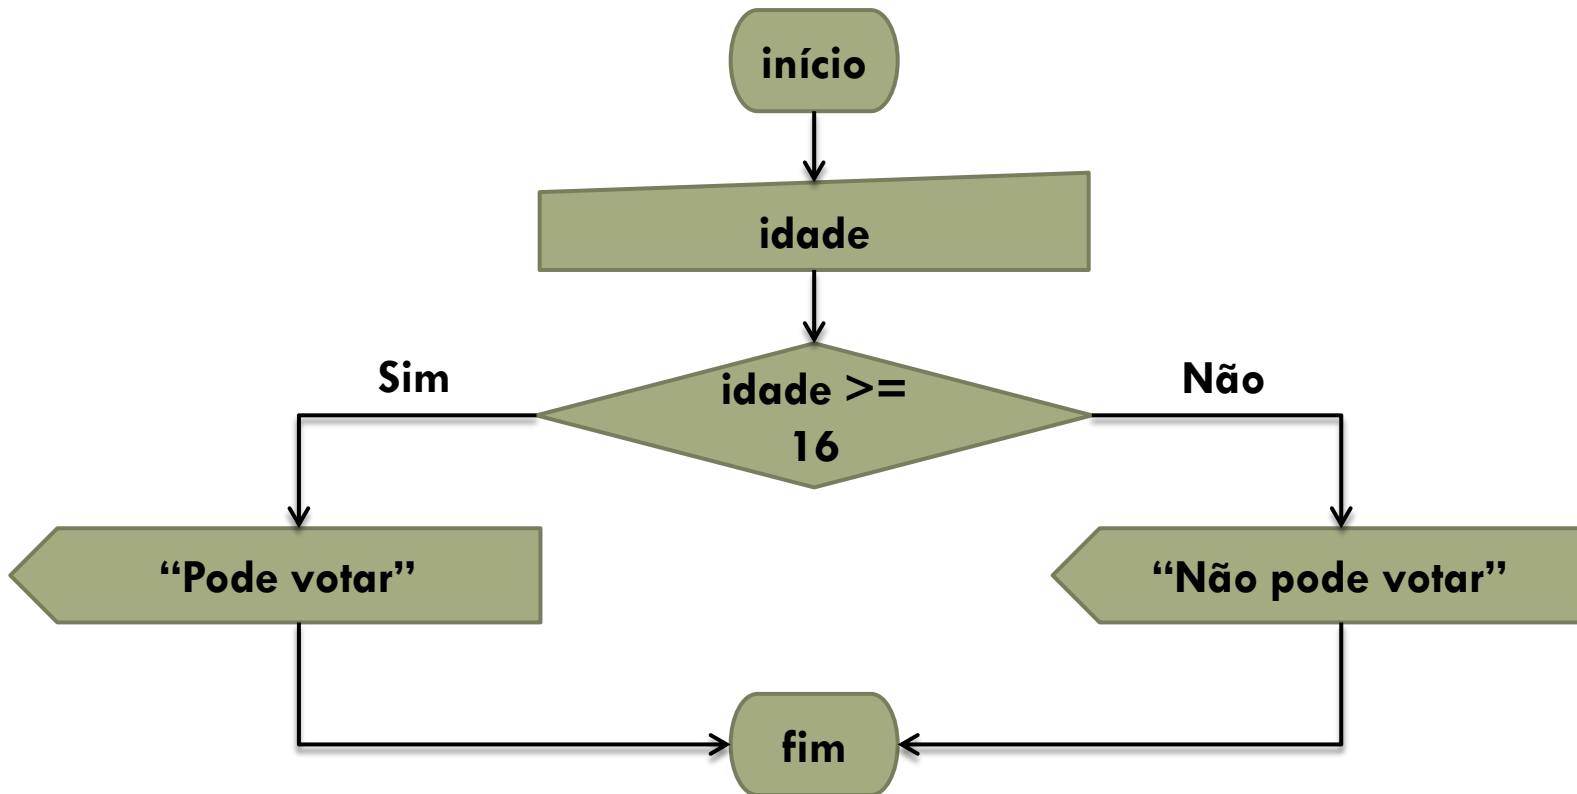 início
idade
Sim
idade >=
16
Não
“Pode votar”
“Não pode votar”
fim